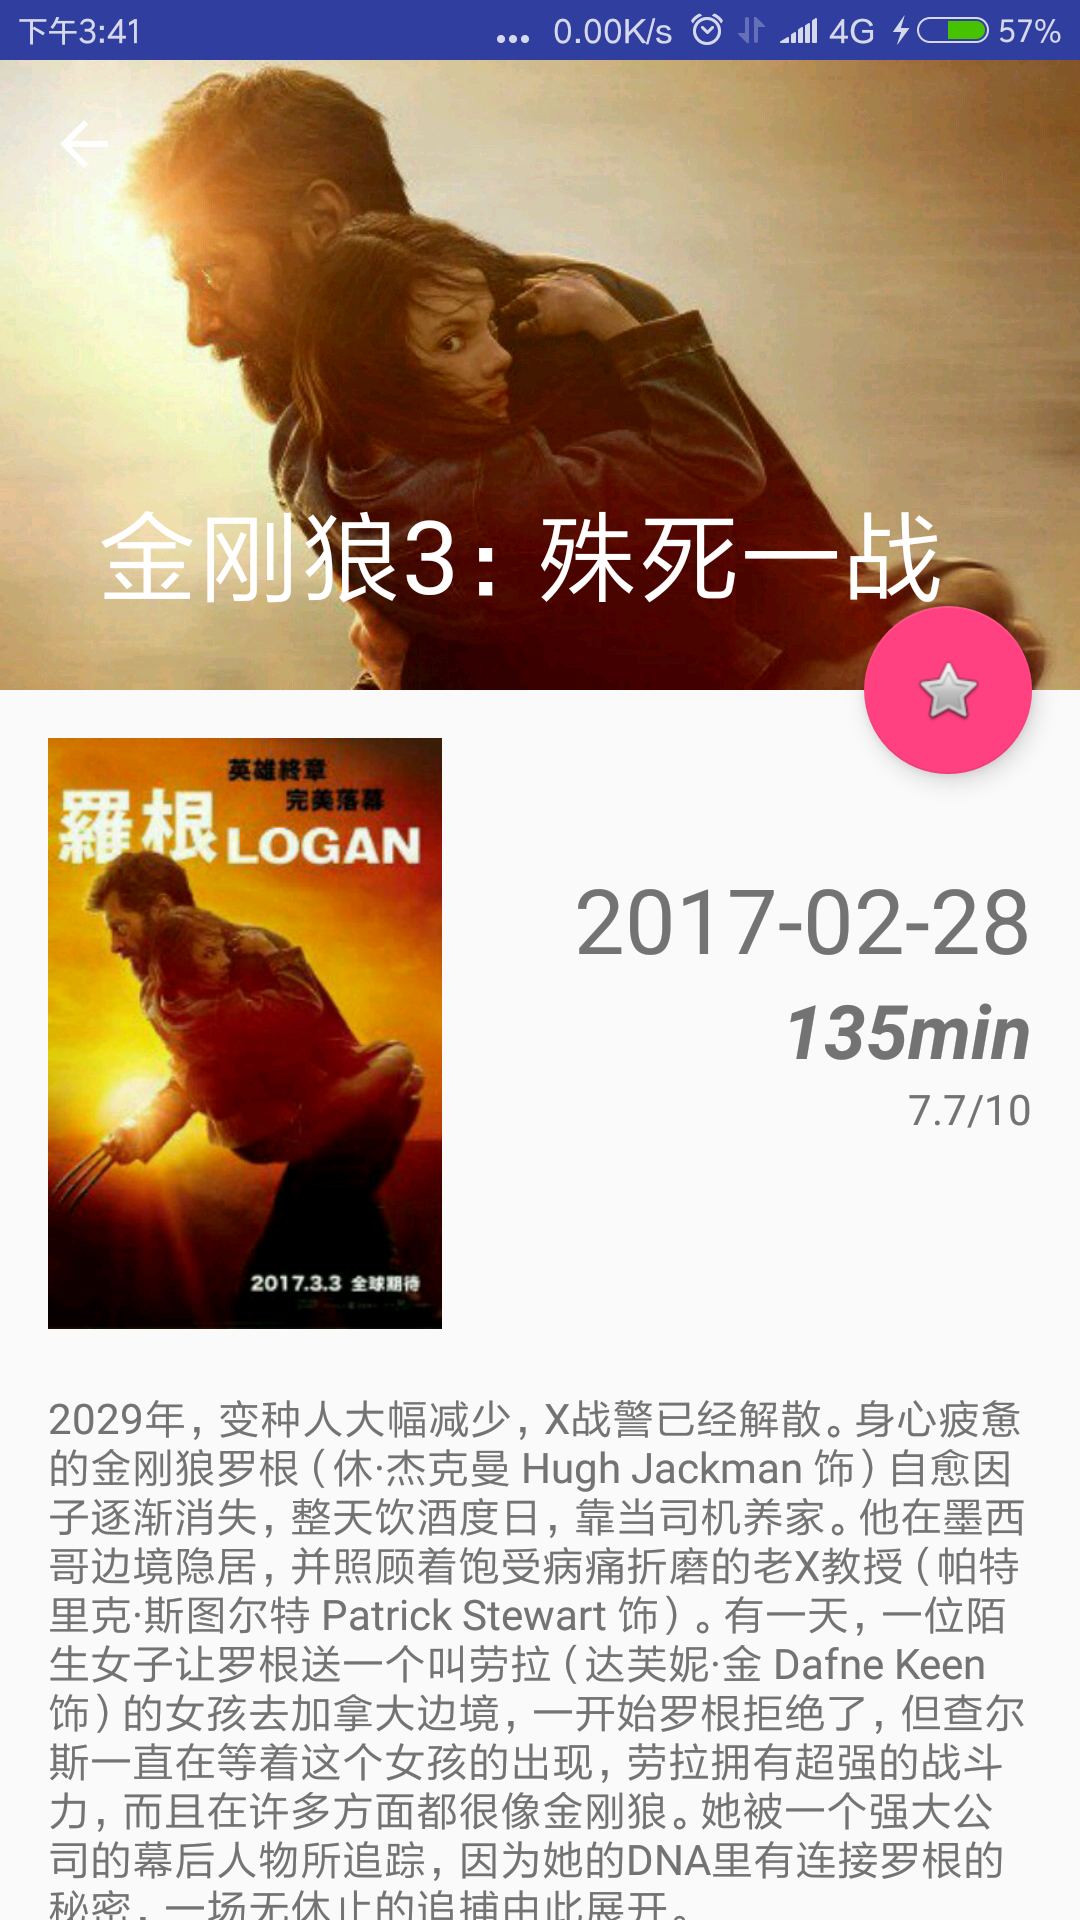 下午3:41
... 0.00K/s 4G 57%
金刚狼3：殊死一战
英雄終章
完美落幕
羅根 LOGAN
2017.3.3 全球期待
2017-02-28
135min
7.7/10
2029年，变种人大幅减少，X战警已经解散。身心疲惫
的金刚狼罗根（休·杰克曼 Hugh Jackman 饰）自愈因
子逐渐消失，整天饮酒度日，靠当司机养家。他在墨西
哥边境隐居，并照顾着饱受病痛折磨的老X教授（帕特
里克·斯图尔特 Patrick Stewart 饰）。有一天，一位陌
生女子让罗根送一个叫劳拉（达芙妮·金 Dafne Keen
饰）的女孩去加拿大边境，一开始罗根拒绝了，但查尔
斯一直在等着这个女孩的出现，劳拉拥有超强的战斗
力，而且在许多方面都很像金刚狼。她被一个强大公
司的幕后人物所追踪，因为她的DNA里有连接罗根的
秘密，一场无休止的追捕由此展开。